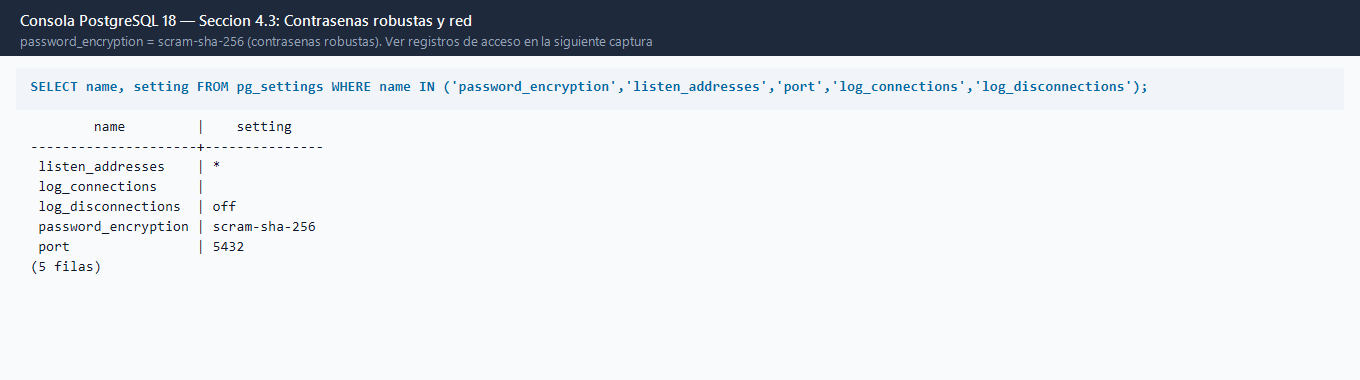 Consola PostgreSQL 18 — Seccion 4.3: Contrasenas robustas y red
password_encryption = scram-sha-256 (contrasenas robustas). Ver registros de acceso en la siguiente captura
SELECT name, setting FROM pg_settings WHERE name IN ('password_encryption','listen_addresses','port','log_connections','log_disconnections');
        name         |    setting
---------------------+---------------
 listen_addresses    | *
 log_connections     |
 log_disconnections  | off
 password_encryption | scram-sha-256
 port                | 5432
(5 filas)